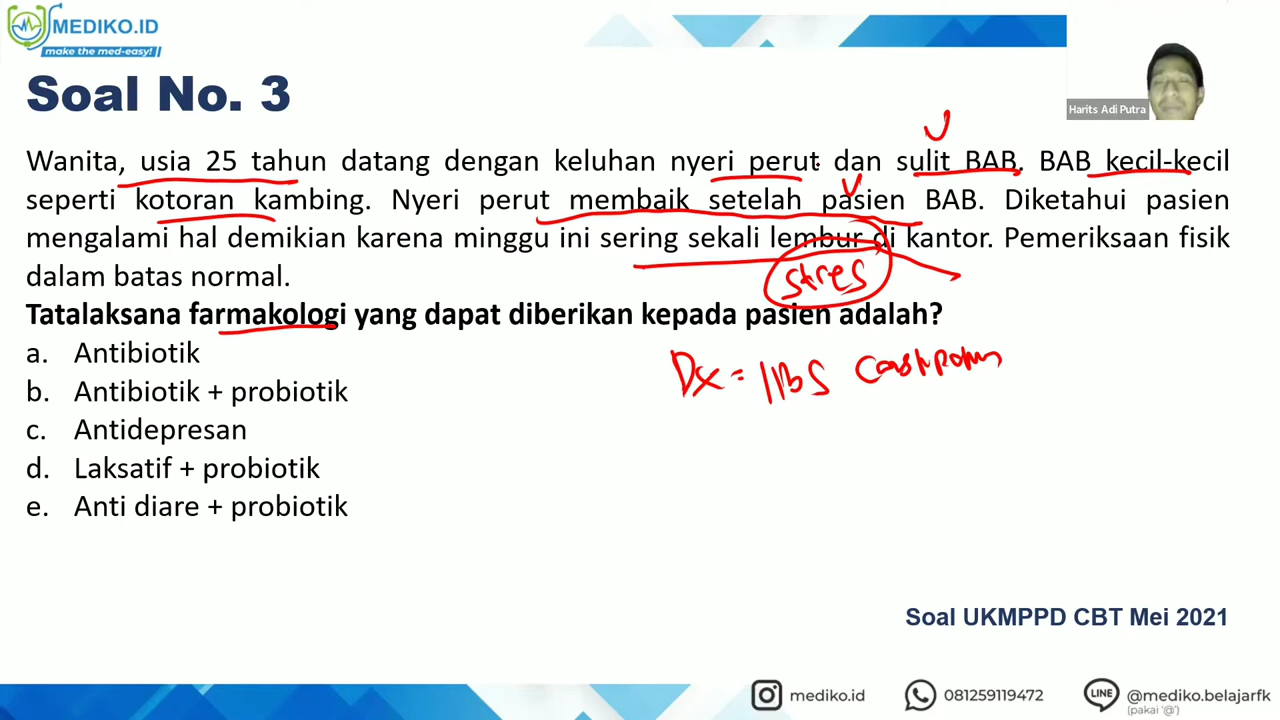 MEDIKO.ID
make the med-easy!
Harits Adi Putra
Soal No. 3
Wanita, usia 25 tahun datang dengan keluhan nyeri perut dan sulit BAB. BAB kecil-kecil
seperti kotoran kambing. Nyeri perut membaik setelah pasien BAB. Diketahui pasien
mengalami hal demikian karena minggu ini sering sekali lembur di kantor. Pemeriksaan fisik
dalam batas normal.
stres
Tatalaksana farmakologi yang dapat diberikan kepada pasien adalah?
a. Antibiotik
b. Antibiotik + probiotik
c. Antidepresan
d. Laksatif + probiotik
e. Anti diare + probiotik
Dx = IBS
Soal UKMPPD CBT Mei 2021
mediko.id
081259119472
LINE
@mediko.belajarfk
(pakai '@')